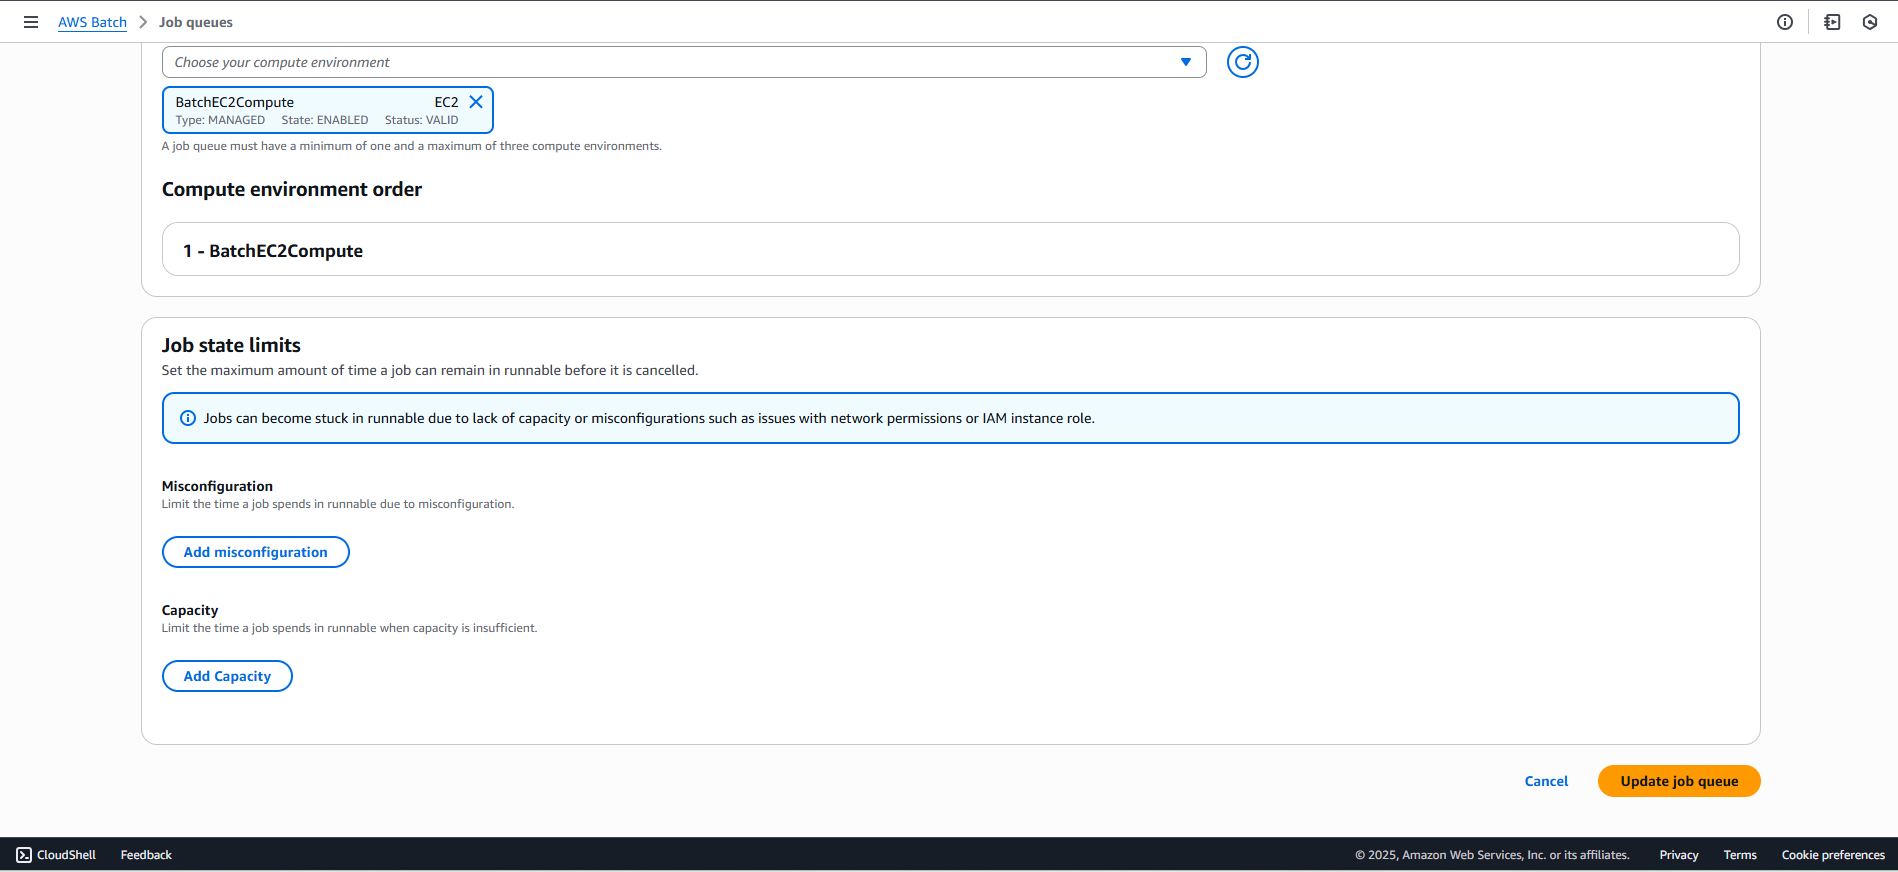 AWS Batch
Job queues
Choose your compute environment
BatchEC2Compute EC2
Type: MANAGED State: ENABLED Status: VALID
A job queue must have a minimum of one and a maximum of three compute environments.
Compute environment order
1 - BatchEC2Compute
Job state limits
Set the maximum amount of time a job can remain in runnable before it is cancelled.
Jobs can become stuck in runnable due to lack of capacity or misconfigurations such as issues with network permissions or IAM instance role.
Misconfiguration
Limit the time a job spends in runnable due to misconfiguration.
Add misconfiguration
Capacity
Limit the time a job spends in runnable when capacity is insufficient.
Add Capacity
Cancel
Update job queue
CloudShell
Feedback
© 2025, Amazon Web Services, Inc. or its affiliates.
Privacy
Terms
Cookie preferences